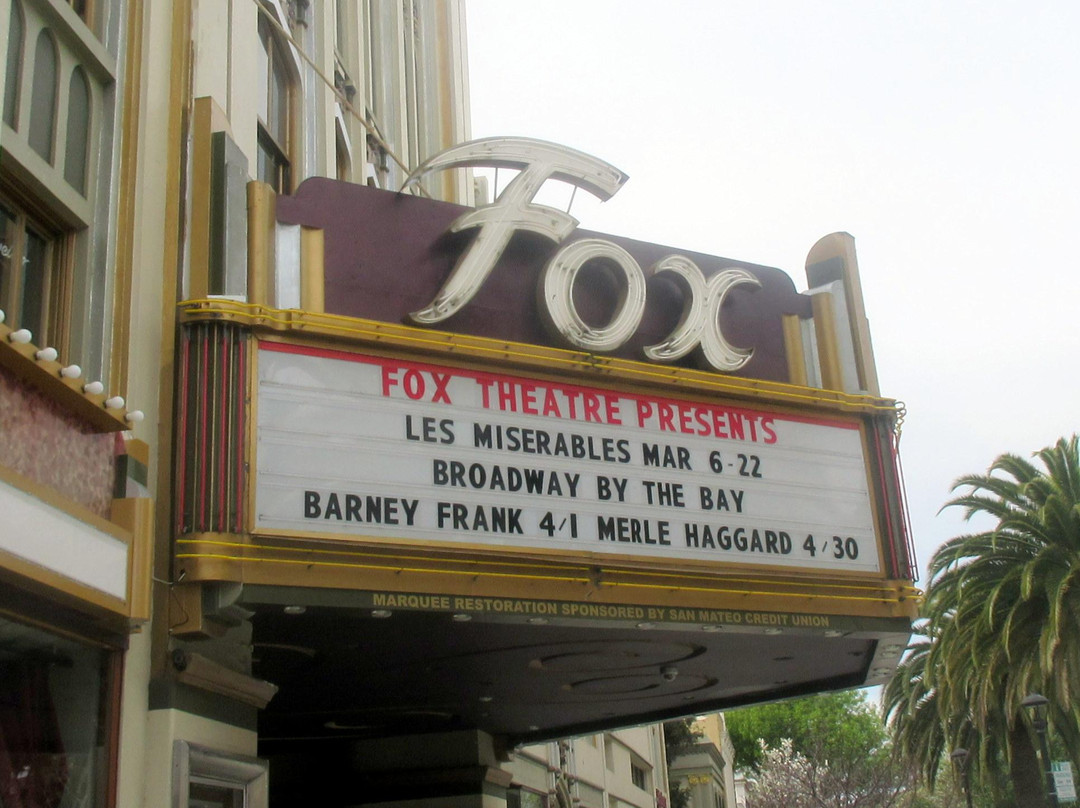 Fox
FOX THEATRE PRESENTS
LES MISERABLES MAR 6-22
BROADWAY BY THE BAY
BARNEY FRANK 4/1 MERLE HAGGARD 4/30
MARQUEE RESTORATION SPONSORED BY SAN MATEO CREDIT UNION